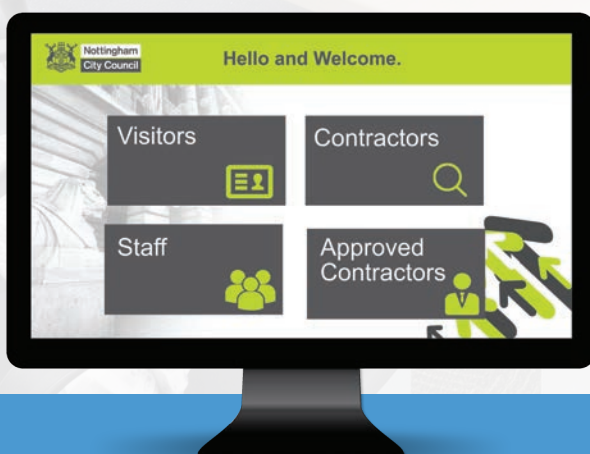 Nottingham
City Council
Hello and Welcome.
Visitors
Contractors
Staff
Approved
Contractors